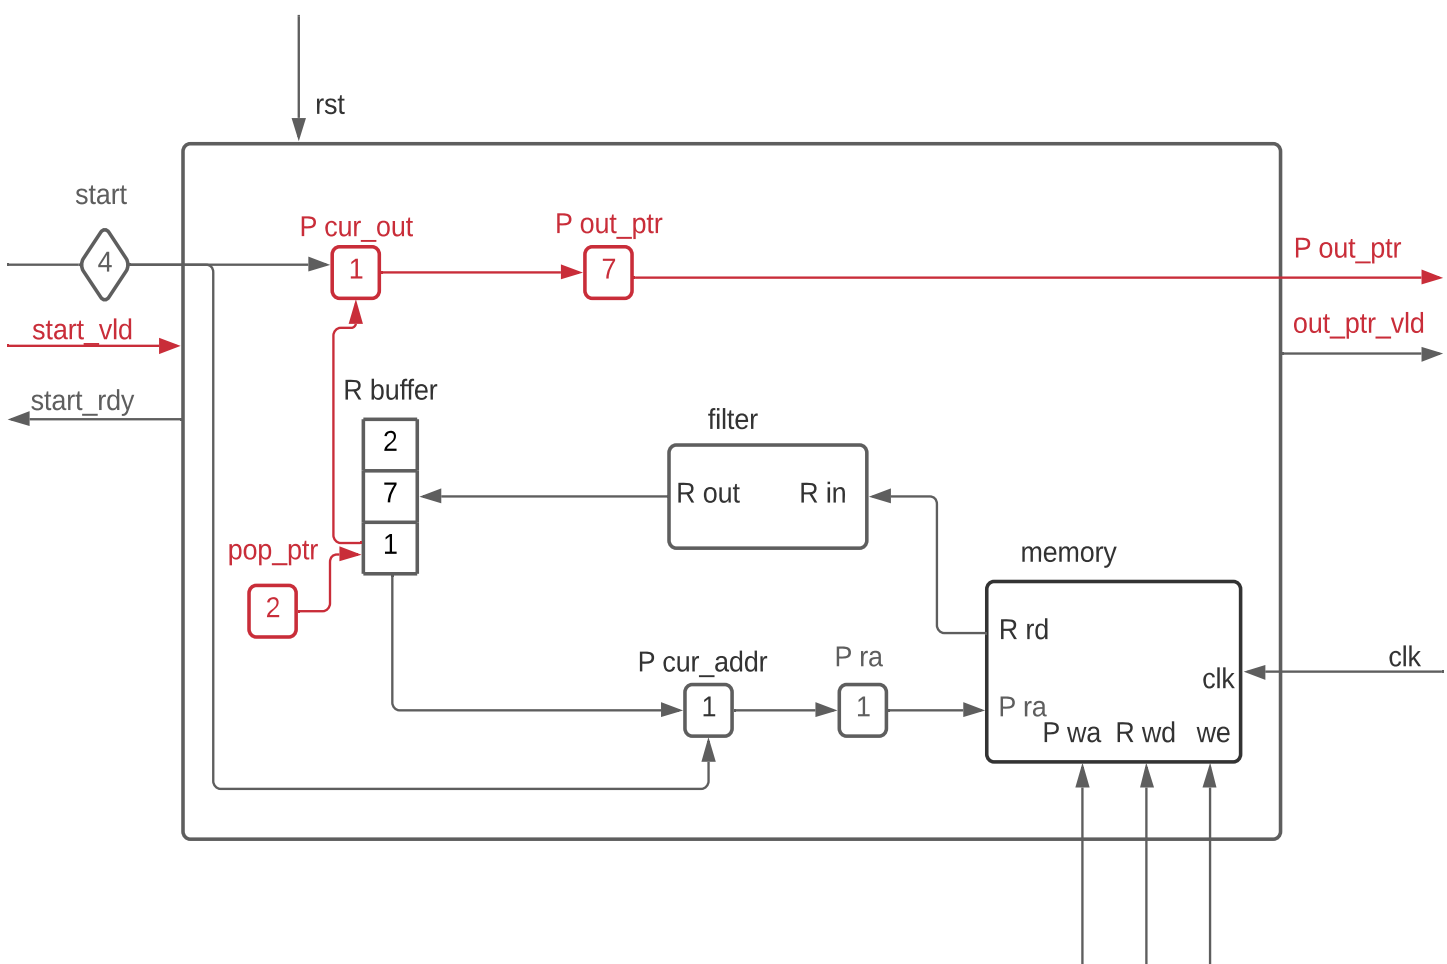 rst
start
4
P cur_out
1
P out_ptr
7
P out_ptr
start_vld
out_ptr_vld
start_rdy
R buffer
2
7
1
filter
R out
R in
pop_ptr
2
memory
R rd
P cur_addr
1
P ra
1
clk
clk
P ra
P wa
R wd
we